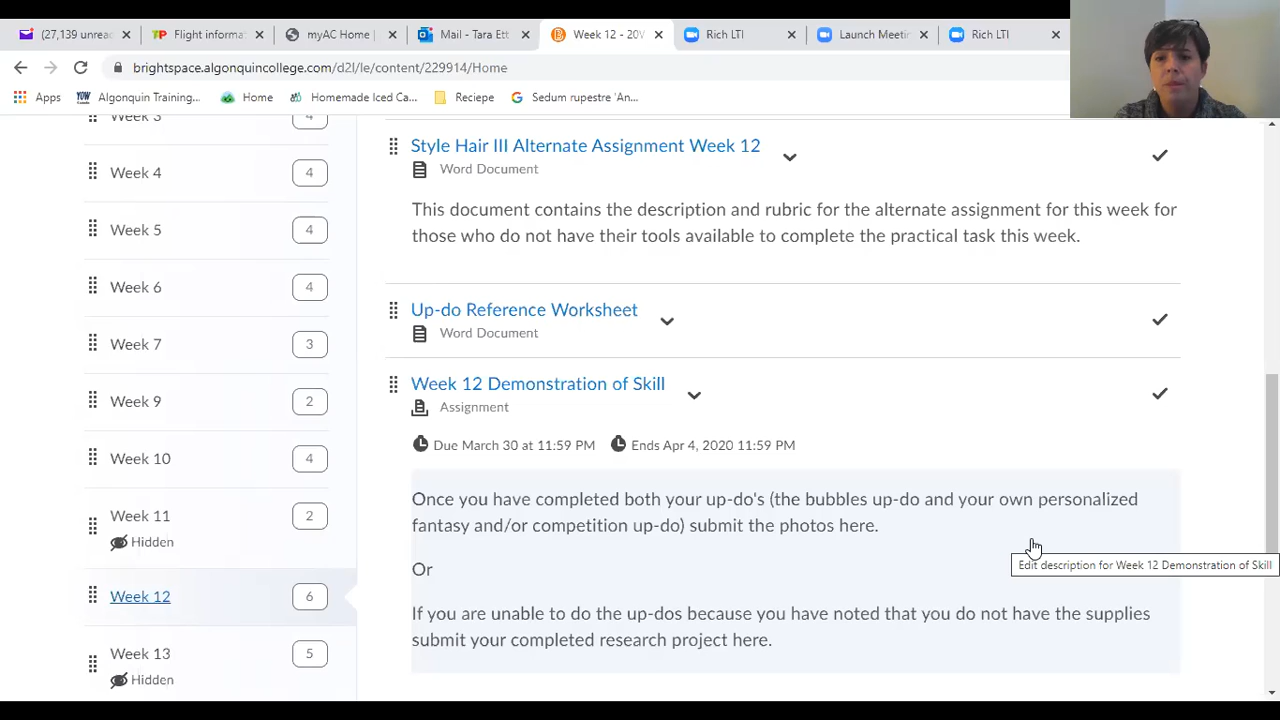 (27,139 unrea
Flight informa
myAC Home
Mail - Tara Ett
Week 12 - 20
Rich LTI
Launch Meeti
Rich LTI
brightspace.algonquincollege.com/d2l/le/content/229914/Home
Apps
YOW
Algonquin Training...
Home
Homemade Iced Ca...
Reciepe
Sedum rupestre 'An...
Week 3
4
Week 4
4
Week 5
4
Week 6
4
Week 7
3
Week 9
2
Week 10
4
Week 11
2
Hidden
Week 12
6
Week 13
5
Hidden
Style Hair III Alternate Assignment Week 12
Word Document
This document contains the description and rubric for the alternate assignment for this week for
those who do not have their tools available to complete the practical task this week.
Up-do Reference Worksheet
Word Document
Week 12 Demonstration of Skill
Assignment
Due March 30 at 11:59 PM
Ends Apr 4, 2020 11:59 PM
Once you have completed both your up-do's (the bubbles up-do and your own personalized
fantasy and/or competition up-do) submit the photos here.
Edit description for Week 12 Demonstration of Skill
Or
If you are unable to do the up-dos because you have noted that you do not have the supplies
submit your completed research project here.